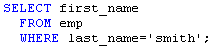 SELECT first_name
FROM emp
WHERE last_name='smith';